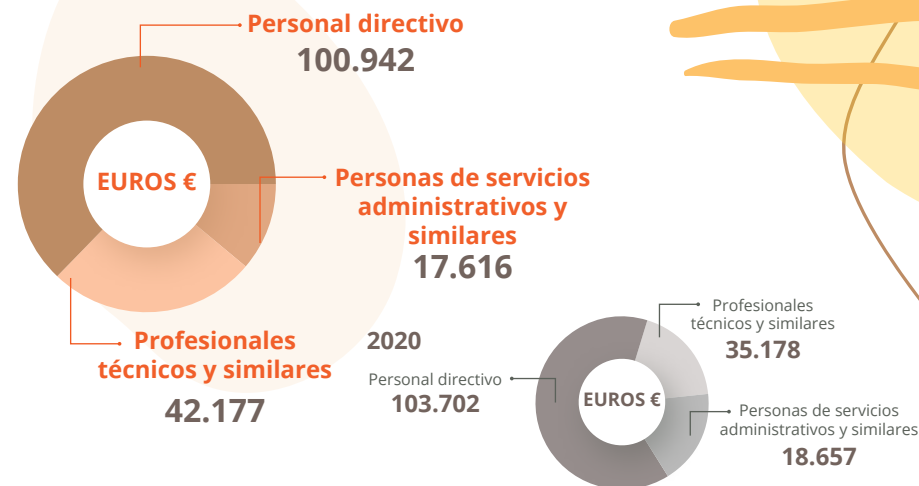 Personal directivo
100.942
EUROS €
Personas de servicios
administrativos y
similares
17.616
Profesionales
técnicos y similares
42.177
2020
Profesionales
técnicos y similares
35.178
Personal directivo
103.702
EUROS €
Personas de servicios
administrativos y similares
18.657